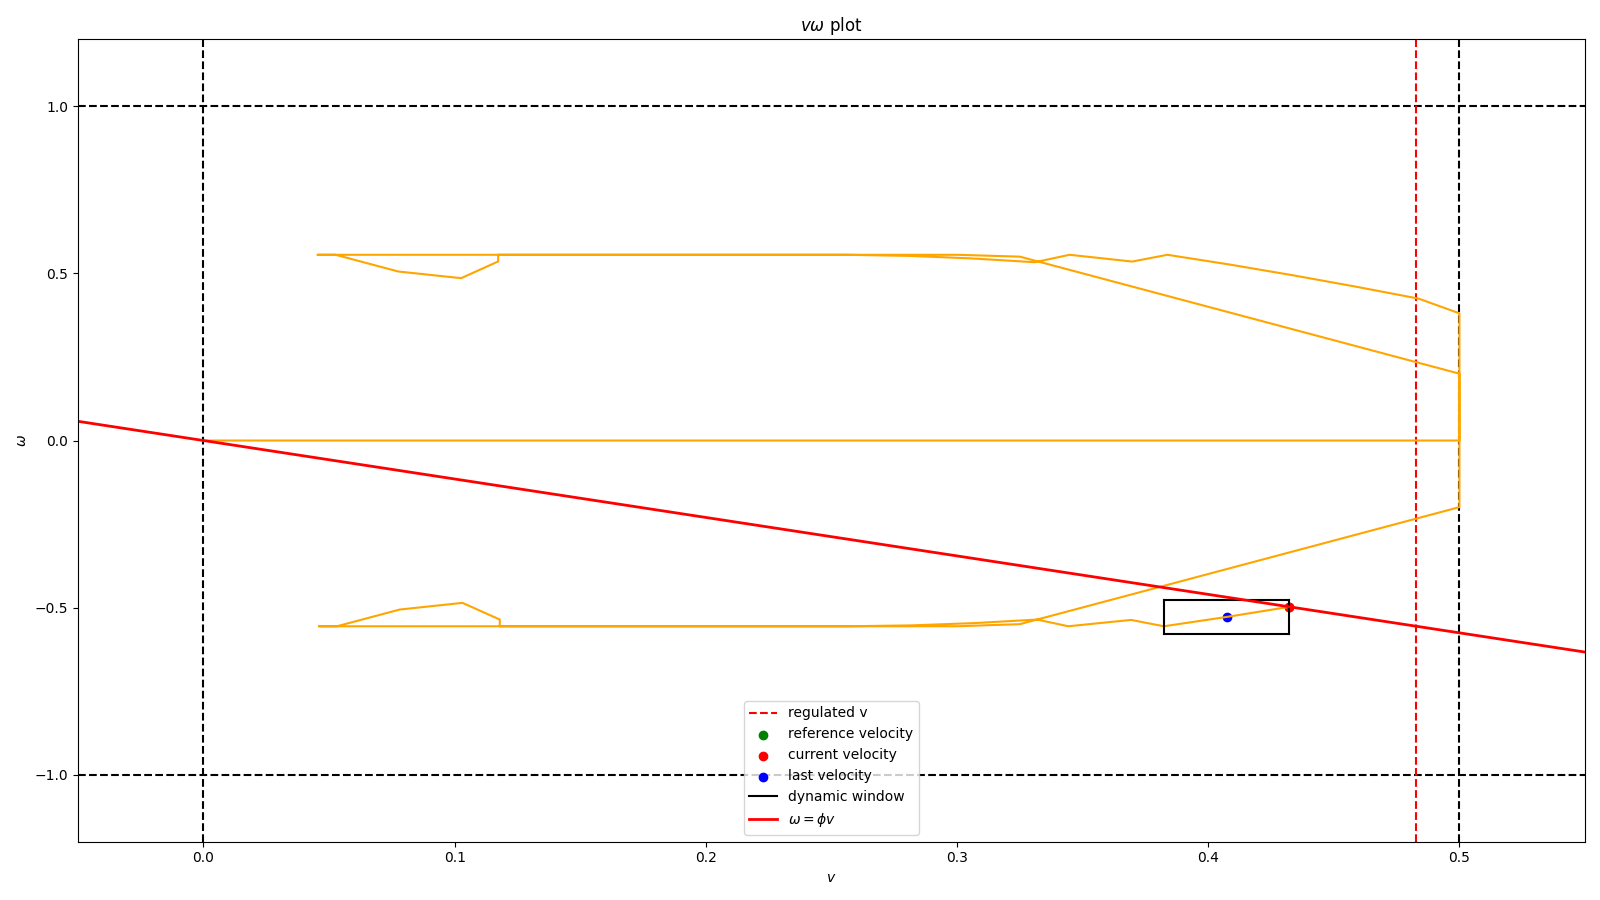 vω plot
1.0
0.5
0.0
−0.5
−1.0
ω
regulated v
reference velocity
current velocity
last velocity
dynamic window
ω = ϕv
0.0 0.1 0.2 0.3 0.4 0.5
v